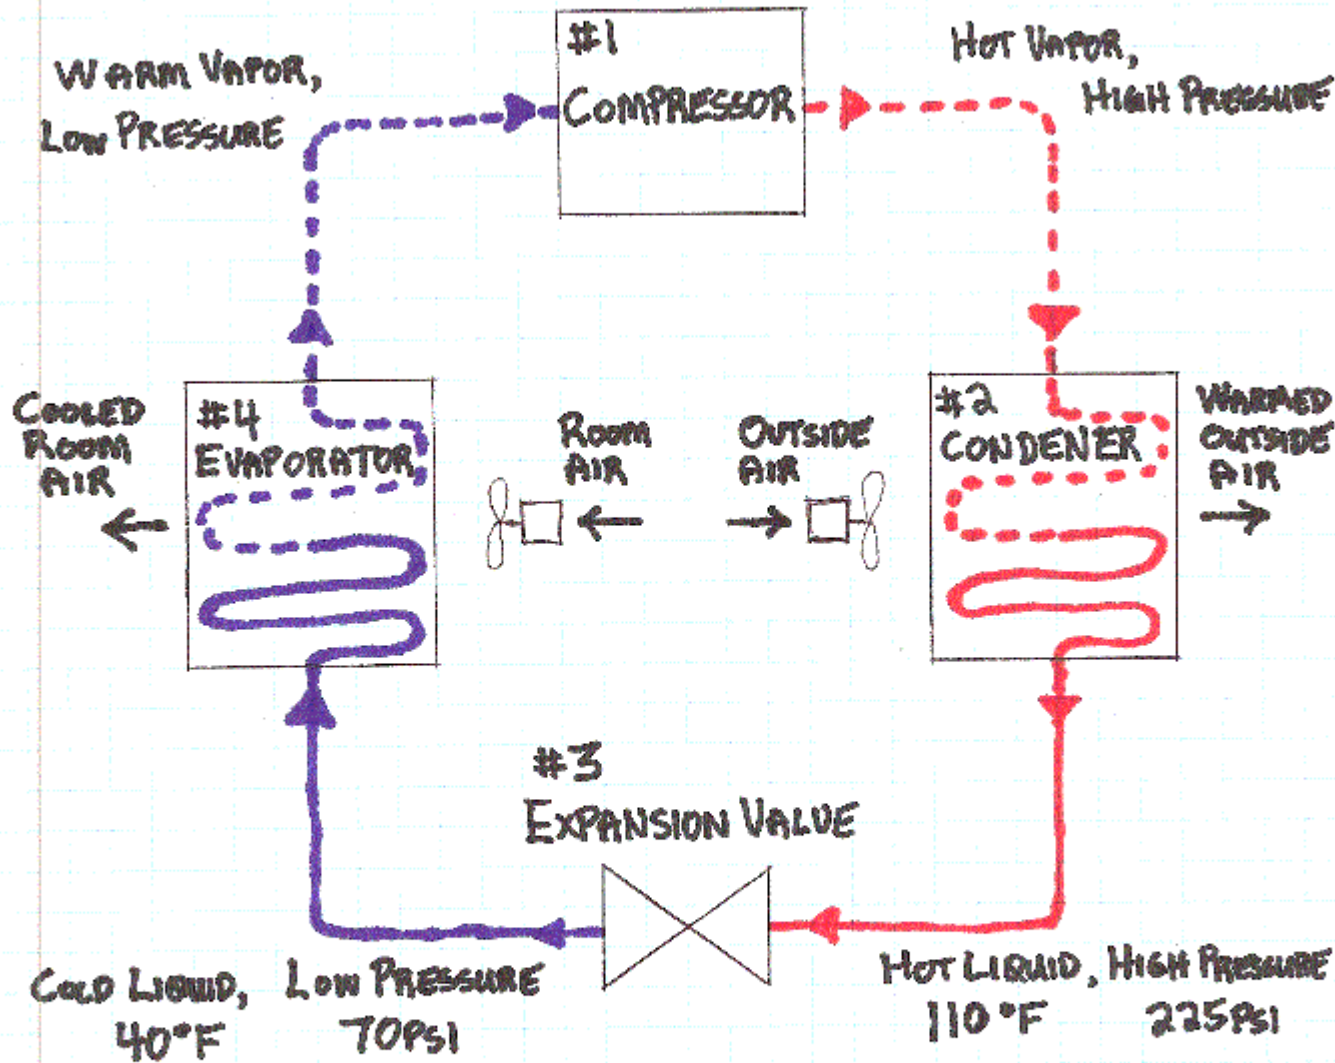 #1
COMPRESSOR
WARM VAPOR,
LOW PRESSURE
HOT VAPOR,
HIGH PRESSURE
#4
EVAPORATOR
COOLED
ROOM
AIR
ROOM
AIR
OUTSIDE
AIR
#2
CONDENER
WARMED
OUTSIDE
AIR
#3
EXPANSION VALUE
COLD LIQUID, LOW PRESSURE
40°F 70PSI
HOT LIQUID, HIGH PRESSURE
110°F 225PSI